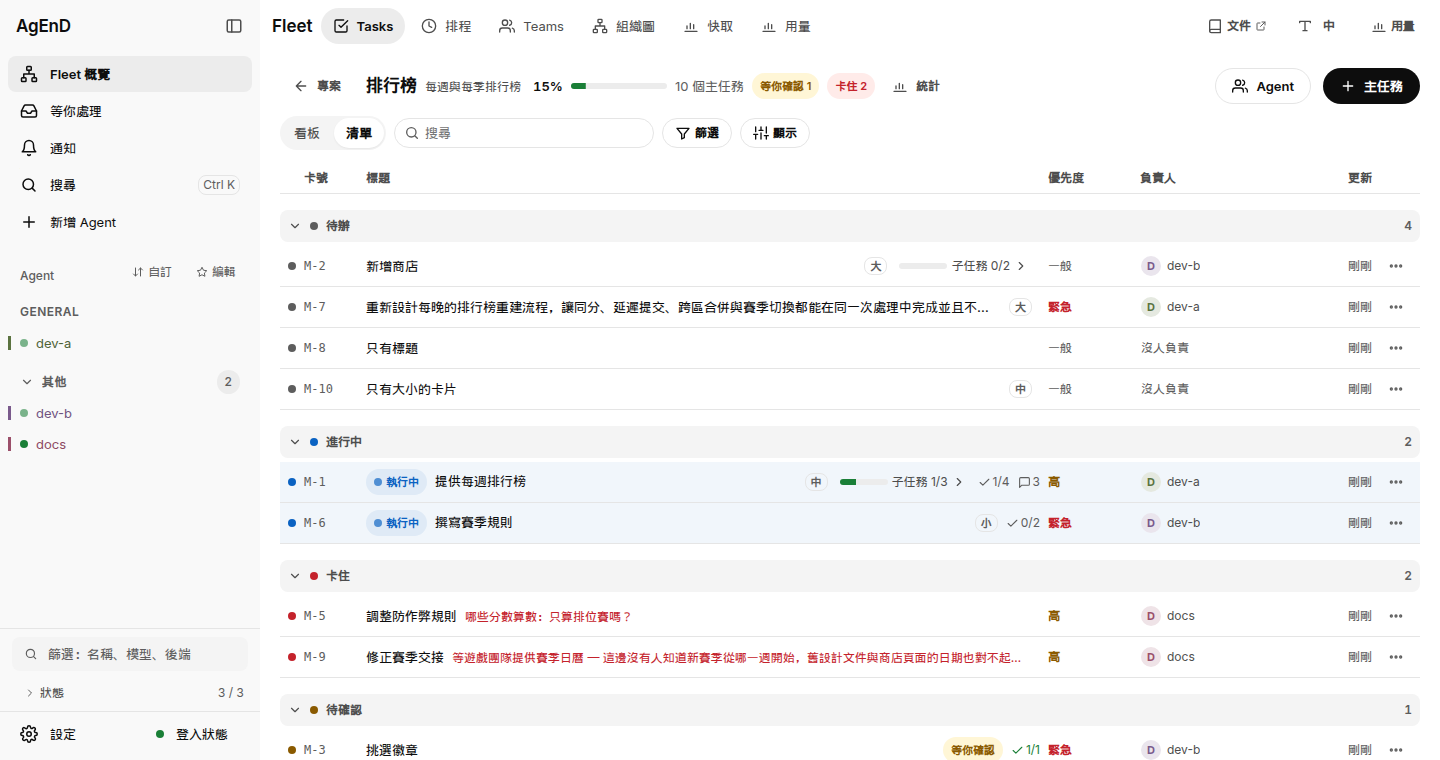 AgEnD
Fleet 概覽
等你處理
通知
搜尋 Ctrl K
新增 Agent
Agent 自訂 編輯
GENERAL
dev-a
其他 2
dev-b
docs
篩選：名稱、模型、後端
狀態 3 / 3
設定 登入狀態
Fleet Tasks 排程 Teams 組織圖 快取 用量 文件 中 用量
專案 排行榜 每週與每季排行榜 15% 10 個主任務 等你確認 1 卡住 2 統計 Agent 主任務
看板 清單 搜尋 篩選 顯示
卡號 標題 優先度 負責人 更新
待辦 4
M-2 新增商店 大 子任務 0/2 一般 D dev-b 剛剛
M-7 重新設計每晚的排行榜重建流程，讓同分、延遲提交、跨區合併與賽季切換都能在同一次處理中完成並且不... 大 緊急 D dev-a 剛剛
M-8 只有標題 一般 沒人負責 剛剛
M-10 只有大小的卡片 中 一般 沒人負責 剛剛
進行中 2
M-1 執行中 提供每週排行榜 中 子任務 1/3 1/4 3 高 D dev-a 剛剛
M-6 執行中 撰寫賽季規則 小 0/2 緊急 D dev-b 剛剛
卡住 2
M-5 調整防作弊規則 哪些分數算數：只算排位賽嗎？ 高 D docs 剛剛
M-9 修正賽季交接 等遊戲團隊提供賽季日曆 — 這邊沒有人知道新賽季從哪一週開始，舊設計文件與商店頁面的日期也對不起... 高 D docs 剛剛
待確認 1
M-3 挑選徽章 等你確認 1/1 緊急 D dev-b 剛剛